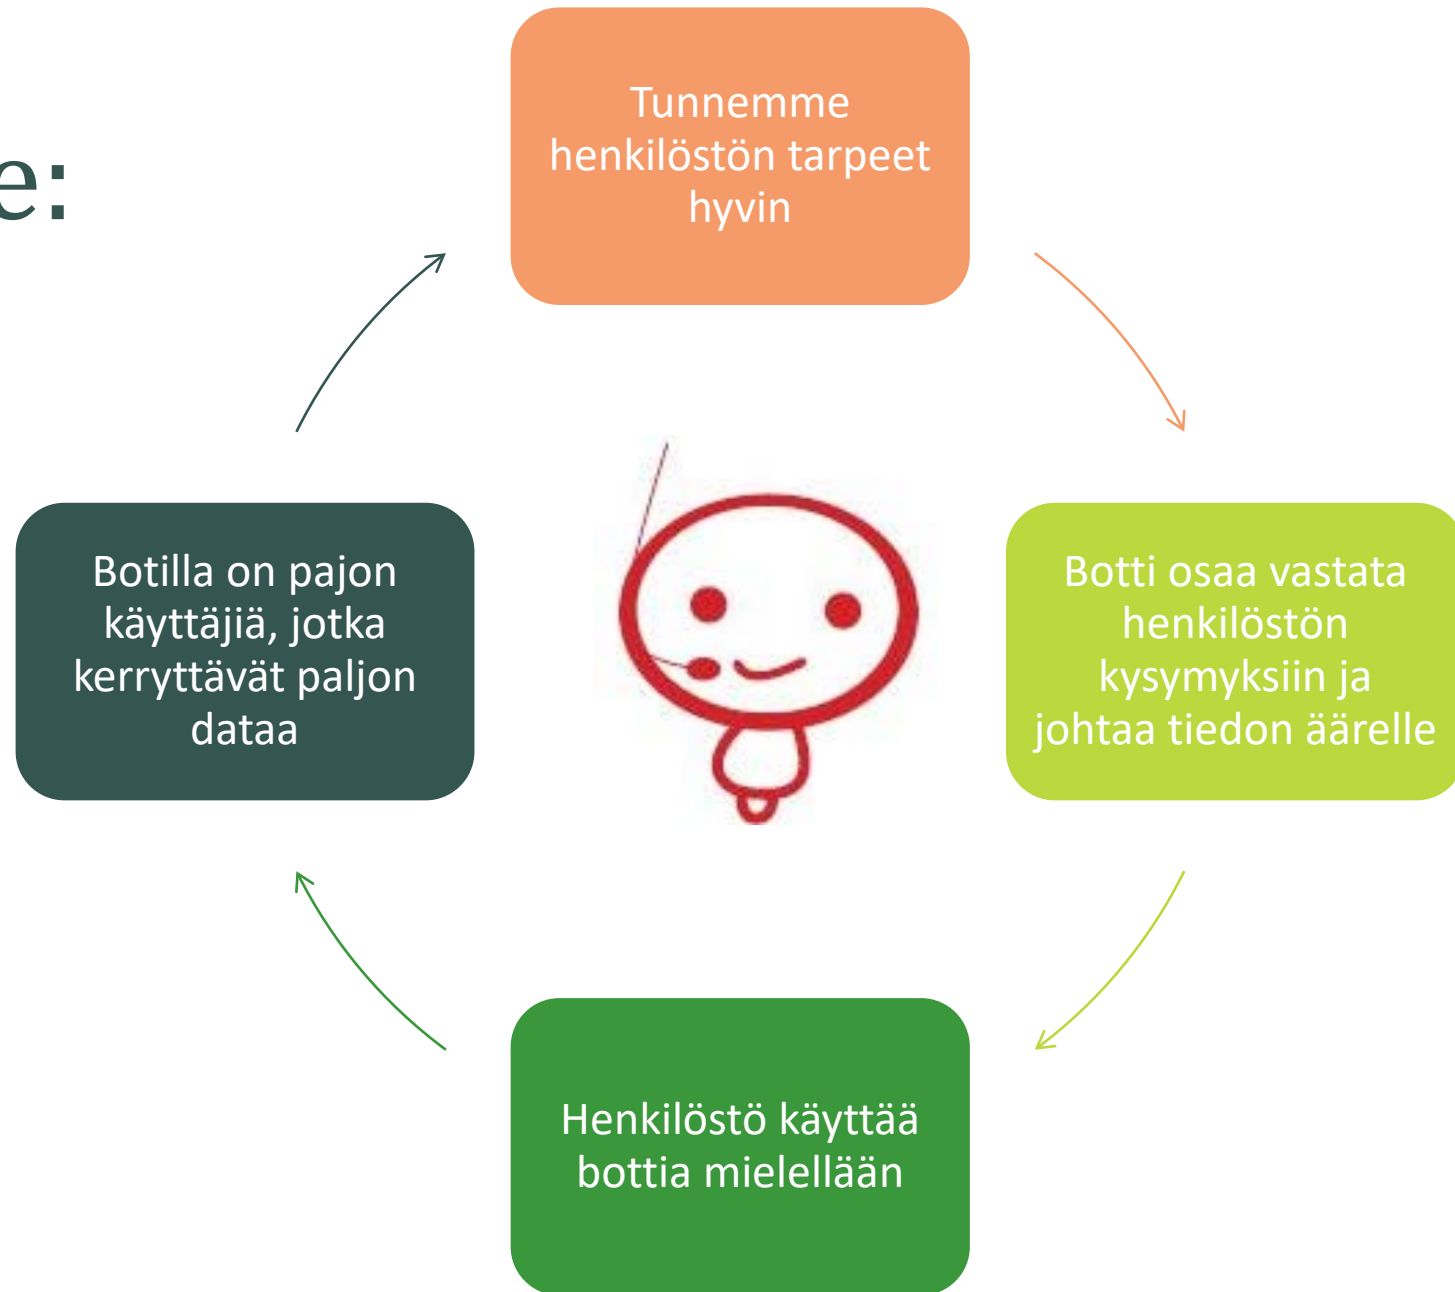 e:
Tunnemme
henkilöstön tarpeet
hyvin
Botti osaa vastata
henkilöstön
kysymyksiin ja
johtaa tiedon äärelle
Henkilöstö käyttää
bottia mielellään
Botilla on pajon
käyttäjiä, jotka
kerryttävät paljon
dataa